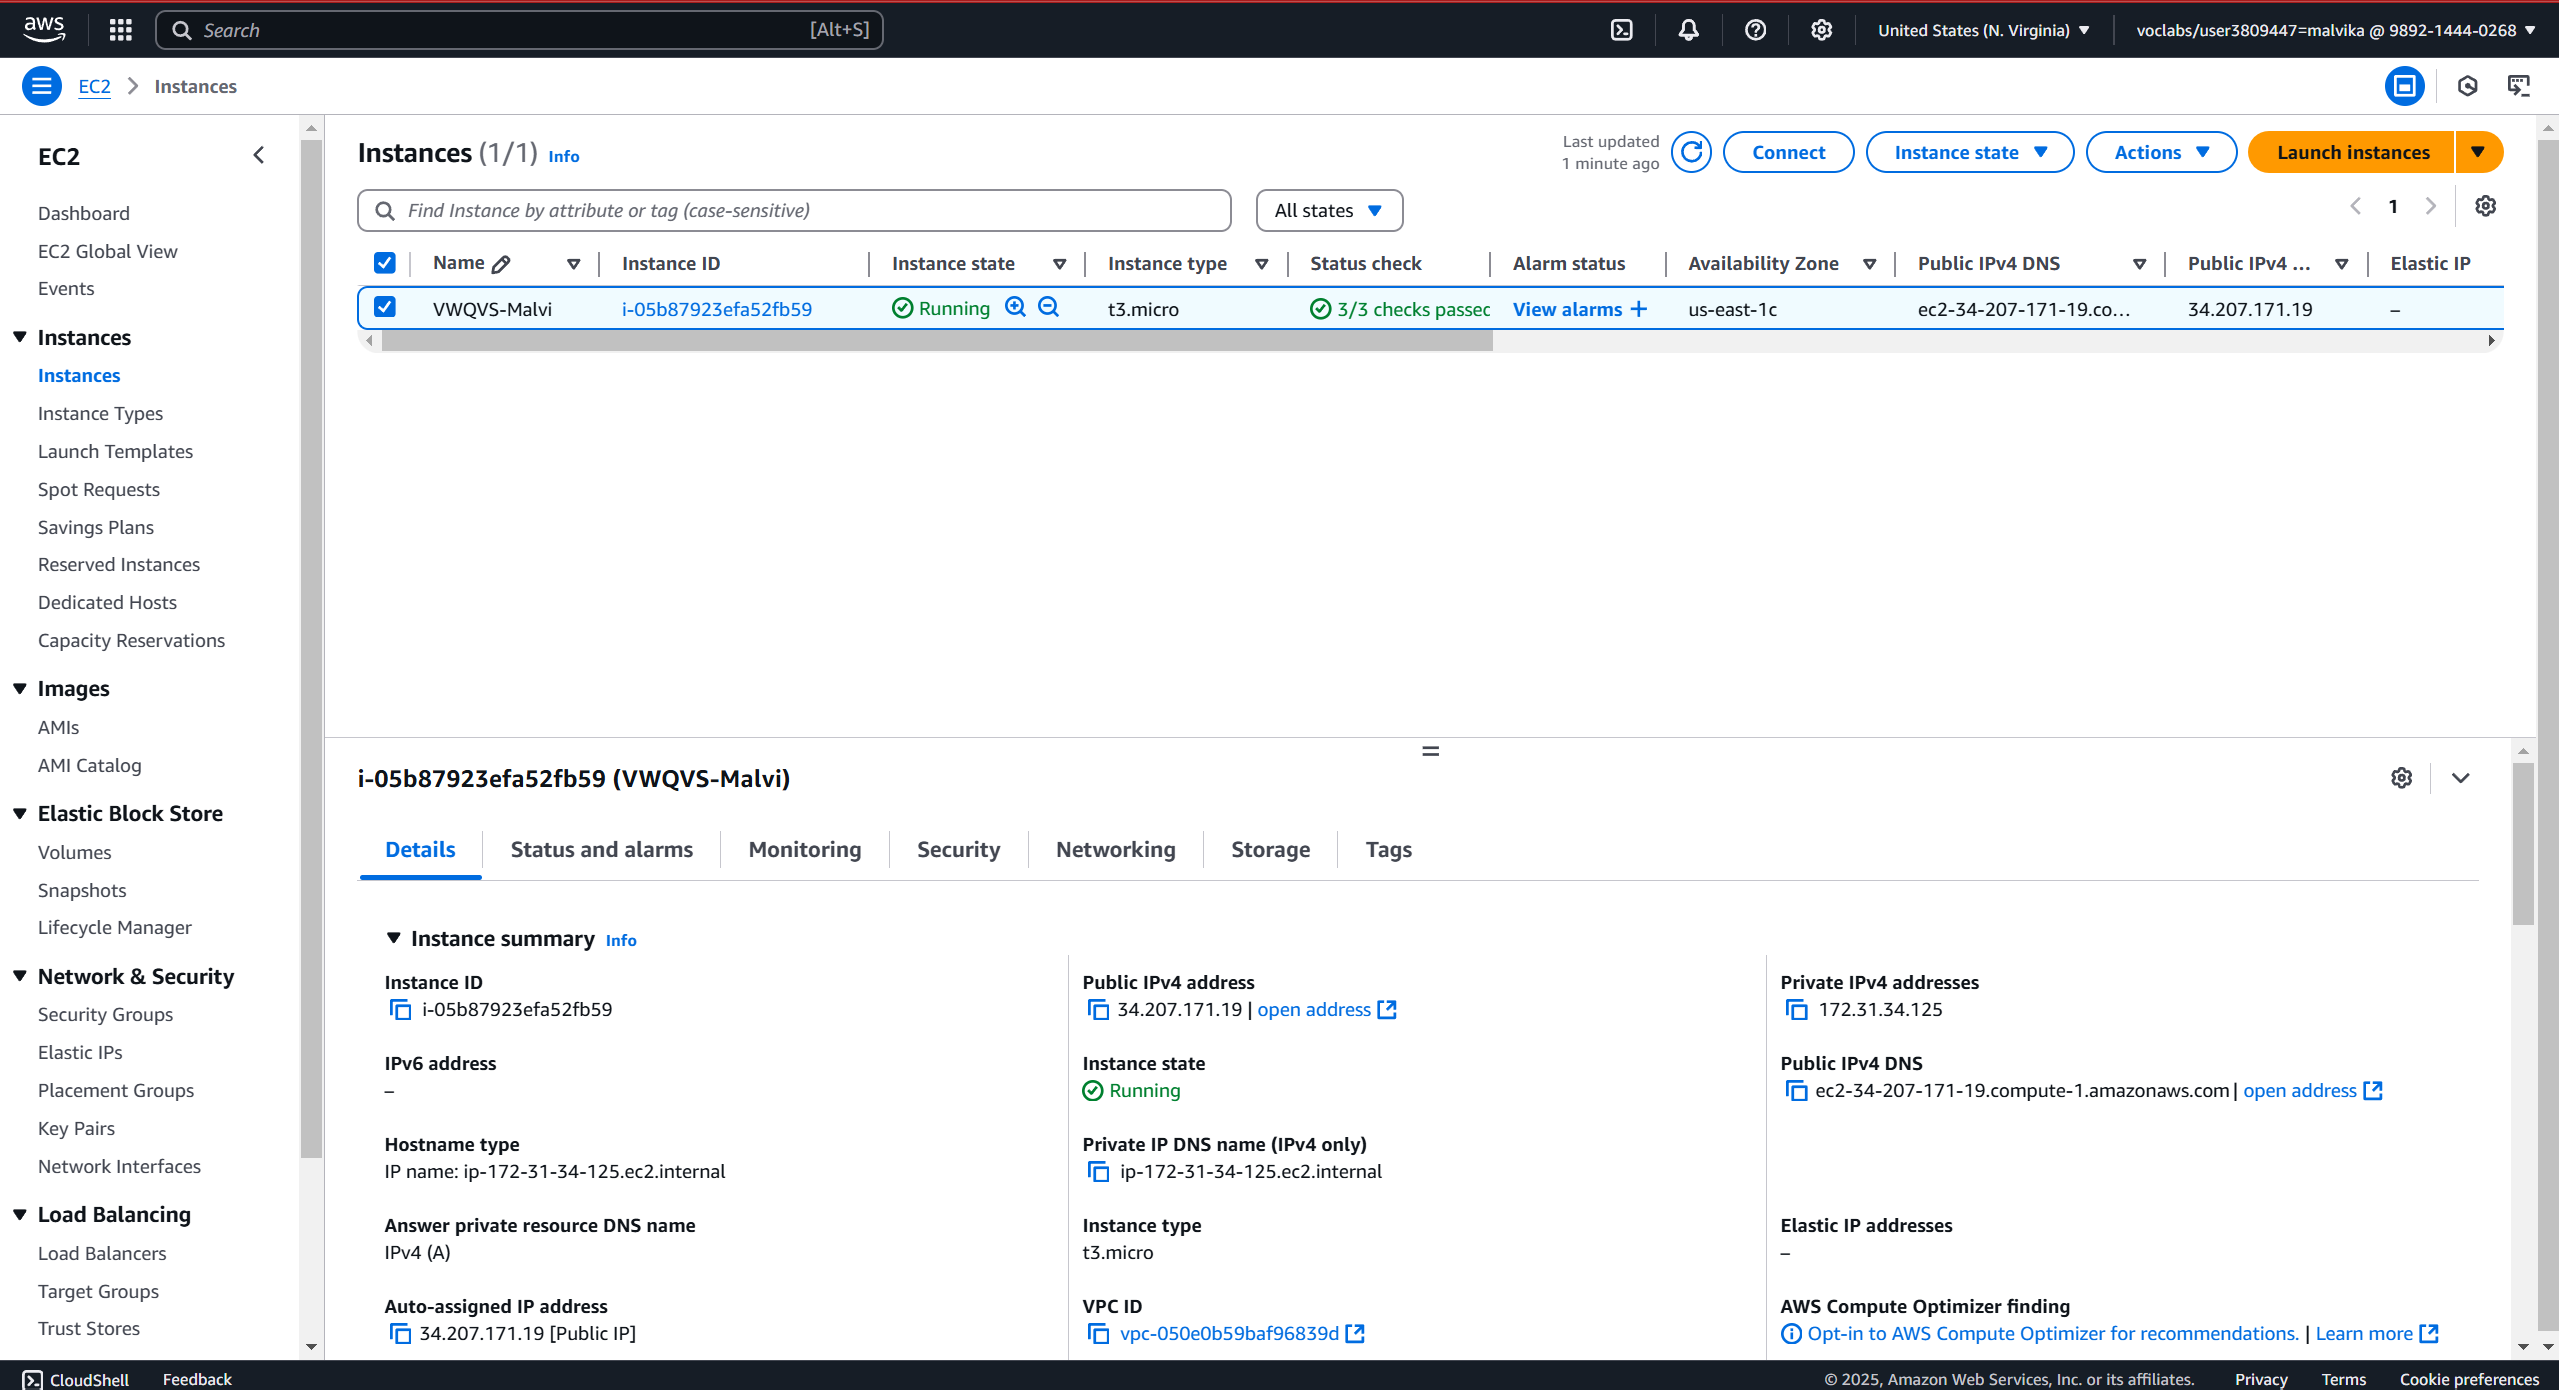 aws
Search [Alt+S]
United States (N. Virginia)
voclabs/user3809447=malvika @ 9892-1444-0268
EC2
Instances
EC2
Dashboard
EC2 Global View
Events
Instances
Instances
Instance Types
Launch Templates
Spot Requests
Savings Plans
Reserved Instances
Dedicated Hosts
Capacity Reservations
Images
AMIs
AMI Catalog
Elastic Block Store
Volumes
Snapshots
Lifecycle Manager
Network & Security
Security Groups
Elastic IPs
Placement Groups
Key Pairs
Network Interfaces
Load Balancing
Load Balancers
Target Groups
Trust Stores
Instances (1/1) Info
Last updated
1 minute ago
Connect
Instance state
Actions
Launch instances
Find Instance by attribute or tag (case-sensitive)
All states
1
Name Instance ID Instance state Instance type Status check Alarm status Availability Zone Public IPv4 DNS Public IPv4 ... Elastic IP
VWQVS-Malvi i-05b87923efa52fb59 Running t3.micro 3/3 checks passec View alarms + us-east-1c ec2-34-207-171-19.co... 34.207.171.19 –
i-05b87923efa52fb59 (VWQVS-Malvi)
Details Status and alarms Monitoring Security Networking Storage Tags
Instance summary Info
Instance ID
i-05b87923efa52fb59
Public IPv4 address
34.207.171.19 | open address
Private IPv4 addresses
172.31.34.125
IPv6 address
–
Instance state
Running
Public IPv4 DNS
ec2-34-207-171-19.compute-1.amazonaws.com | open address
Hostname type
IP name: ip-172-31-34-125.ec2.internal
Private IP DNS name (IPv4 only)
ip-172-31-34-125.ec2.internal
Answer private resource DNS name
IPv4 (A)
Instance type
t3.micro
Elastic IP addresses
–
Auto-assigned IP address
34.207.171.19 [Public IP]
VPC ID
vpc-050e0b59baf96839d
AWS Compute Optimizer finding
Opt-in to AWS Compute Optimizer for recommendations. | Learn more
CloudShell Feedback © 2025, Amazon Web Services, Inc. or its affiliates. Privacy Terms Cookie preferences